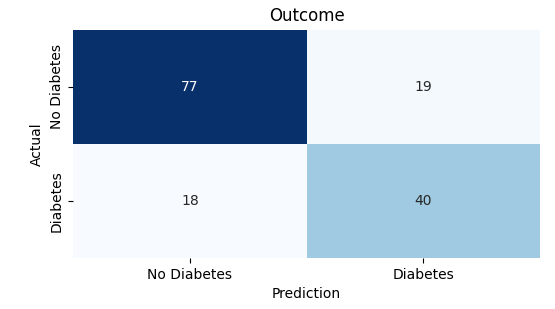 Outcome
No Diabetes
77
19
Actual
Diabetes
18
40
No Diabetes
Diabetes
Prediction